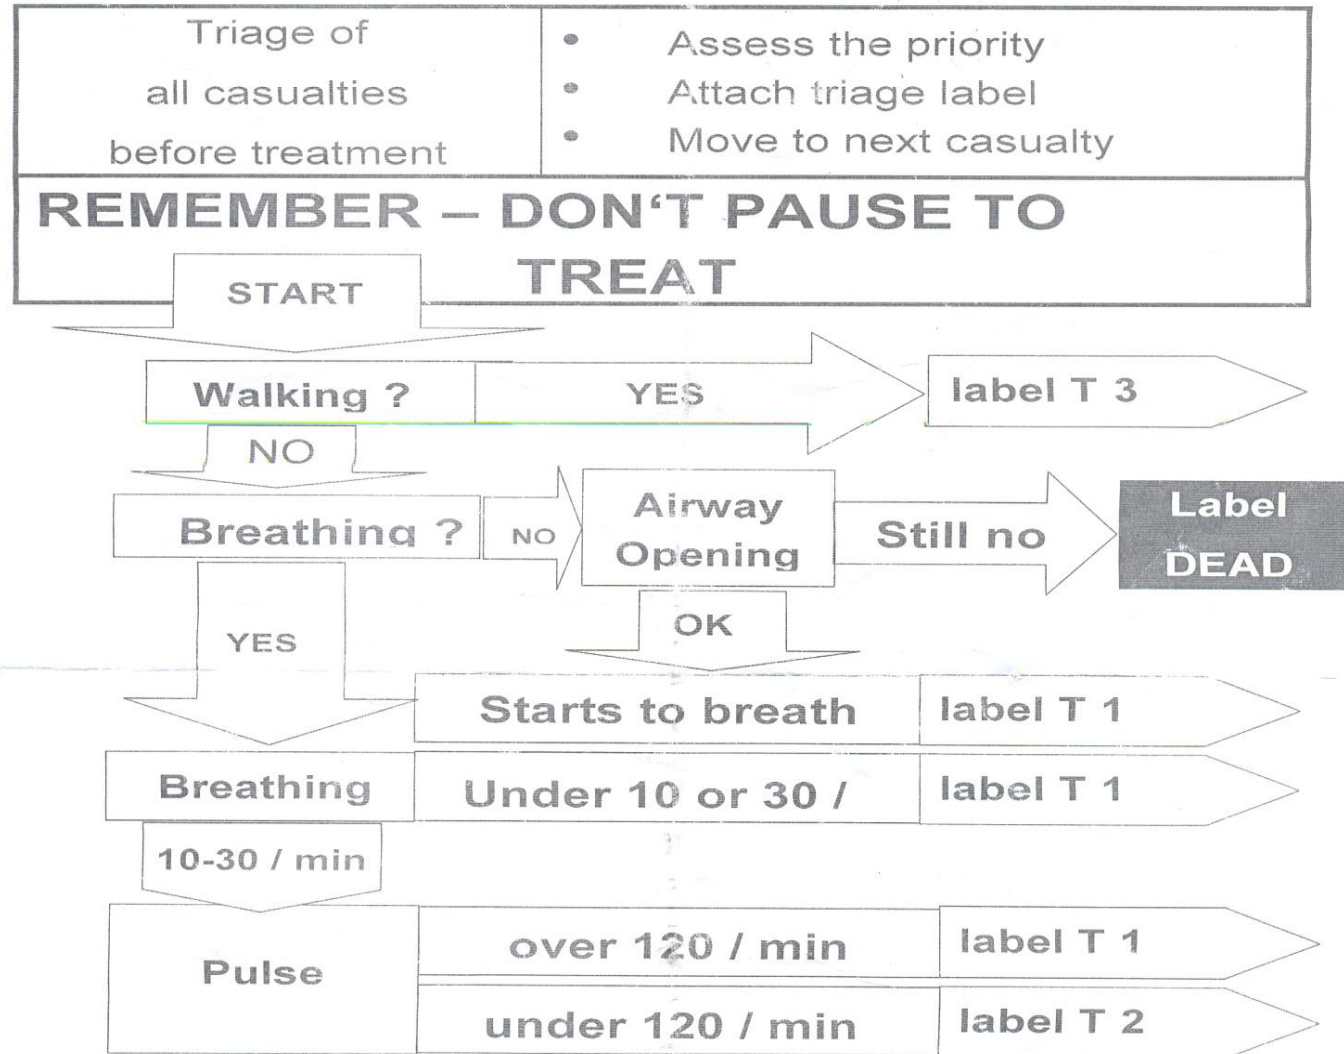 Triage of
all casualties
before treatment
• Assess the priority
• Attach triage label
• Move to next casualty
REMEMBER – DON‘T PAUSE TO
TREAT
START
Walking ?
YES
label T 3
NO
Breathing ?
NO
Airway
Opening
Still no
Label
DEAD
YES
OK
Starts to breath
label T 1
Breathing
Under 10 or 30 /
label T 1
10-30 / min
Pulse
over 120 / min
label T 1
under 120 / min
label T 2